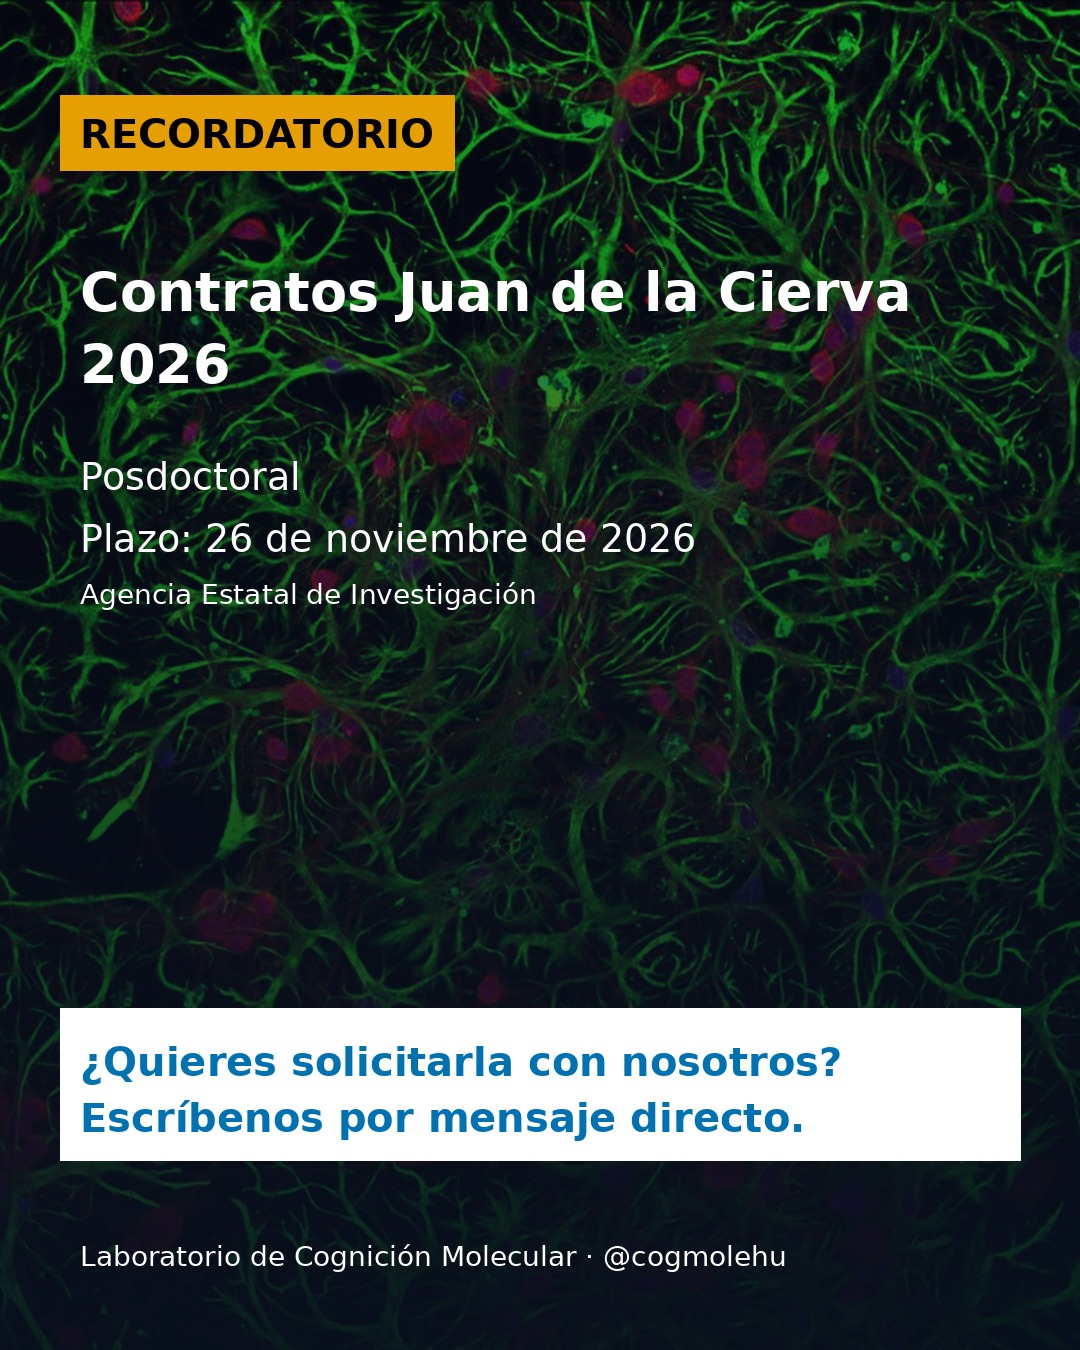 RECORDATORIO
Contratos Juan de la Cierva
2026
Posdoctoral
Plazo: 26 de noviembre de 2026
Agencia Estatal de Investigación
¿Quieres solicitarla con nosotros?
Escríbenos por mensaje directo.
Laboratorio de Cognición Molecular · @cogmolehu